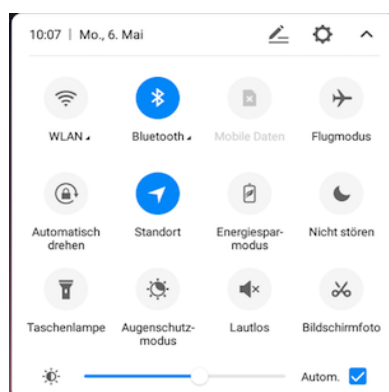 10:07 | Mo., 6. Mai
WLAN
Bluetooth
Mobile Daten
Flugmodus
Automatisch
drehen
Standort
Energiespar-
modus
Nicht stören
Taschenlampe
Augenschutz-
modus
Lautlos
Bildschirmfoto
Autom.